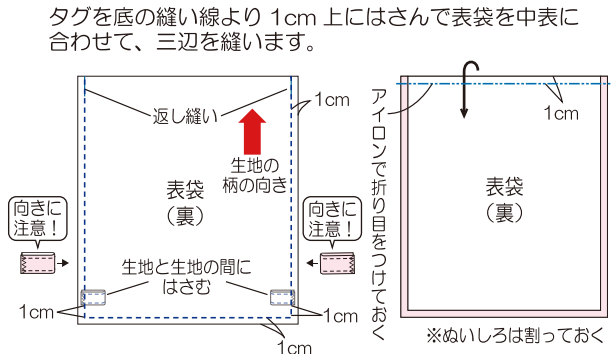 タグを底の縫い線より 1cm 上にはさんで表袋を中表に
合わせて、三辺を縫います。
返し縫い
1cm
生地の
柄の向き
表袋
（裏）
向きに
注意！
向きに
注意！
生地と生地の間に
はさむ
1cm
1cm
1cm
アイロンで折り目をつけておく
1cm
表袋
（裏）
※ぬいしろは割っておく